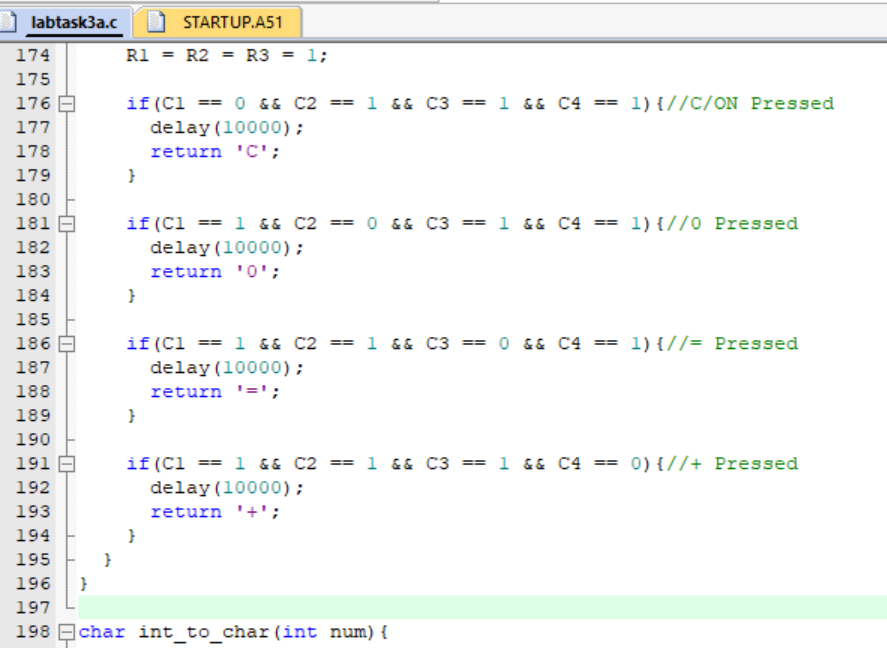 labtask3a.c STARTUP.A51
174 R1 = R2 = R3 = 1;
175
176 if(C1 == 0 && C2 == 1 && C3 == 1 && C4 == 1){//C/ON Pressed
177 delay(10000);
178 return 'C';
179 }
180
181 if(C1 == 1 && C2 == 0 && C3 == 1 && C4 == 1){//0 Pressed
182 delay(10000);
183 return '0';
184 }
185
186 if(C1 == 1 && C2 == 1 && C3 == 0 && C4 == 1){//= Pressed
187 delay(10000);
188 return '=';
189 }
190
191 if(C1 == 1 && C2 == 1 && C3 == 1 && C4 == 0){//+ Pressed
192 delay(10000);
193 return '+';
194 }
195 }
196 }
197
198 char int_to_char(int num){